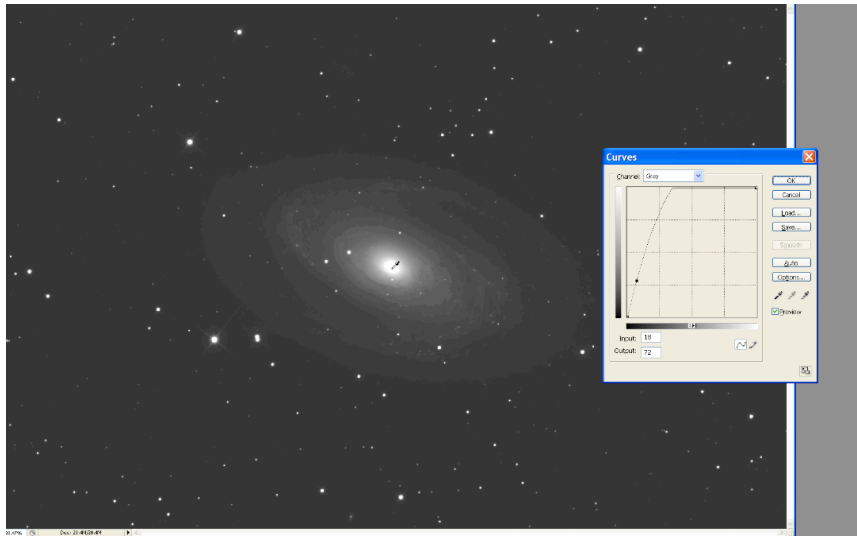 Curves
Channel: Gray
OK
Cancel
Load...
Save...
Smooth
Auto
Options...
Preview
Input: 18
Output: 72